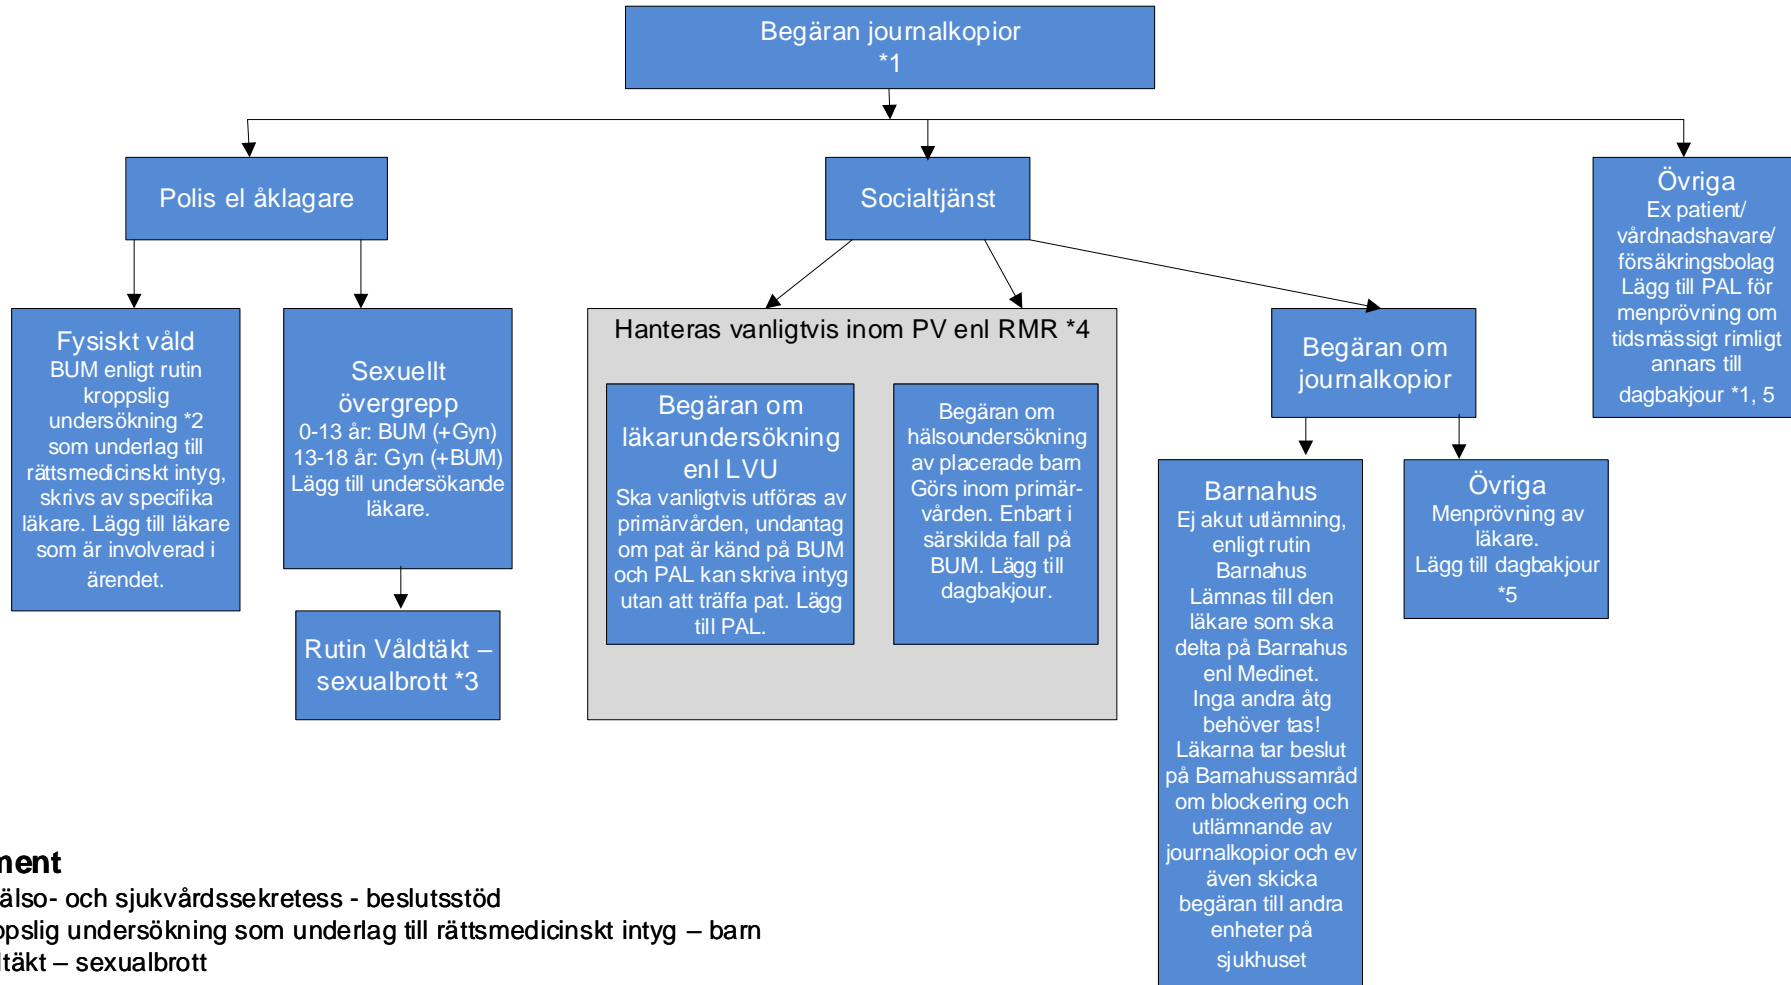 Begäran journalkopior
*1
Polis el åklagare
Socialtjänst
Övriga
Ex patient/
vårdnadshavare/
försäkringsbolag
Lägg till PAL för
menprövning om
tidsmässigt rimligt
annars till
dagbakjour *1, 5
Fysiskt våld
BUM enligt rutin
kroppslig
undersökning *2
som underlag till
rättsmedicinskt intyg,
skrivs av specifika
läkare. Lägg till läkare
som är involverad i
ärendet.
Sexuellt
övergrepp
0-13 år: BUM (+Gyn)
13-18 år: Gyn (+BUM)
Lägg till undersökande
läkare.
Rutin Våldtäkt –
sexualbrott *3
Hanteras vanligtvis inom PV enl RMR *4
Begäran om
läkarundersökning
enl LVU
Ska vanligtvis utföras av
primärvården, undantag
om pat är känd på BUM
och PAL kan skriva intyg
utan att träffa pat. Lägg
till PAL.
Begäran om
hälsoundersökning
av placerade barn
Görs inom primär-
vården. Enbart i
särskilda fall på
BUM. Lägg till
dagbakjour.
Begäran om
journalkopior
Barnahus
Ej akut utlämning,
enligt rutin
Barnahus
Lämnas till den
läkare som ska
delta på Barnahus
enl Medinet.
Inga andra åtg
behöver tas!
Läkarna tar beslut
på Barnahussamråd
om blockering och
utlämnande av
journalkopior och ev
även skicka
begäran till andra
enheter på
sjukhuset
Övriga
Menprövning av
läkare.
Lägg till dagbakjour
*5
ment
älso- och sjukvårdssekretess - beslutsstöd
ppslig undersökning som underlag till rättsmedicinskt intyg – barn
ltäkt – sexualbrott